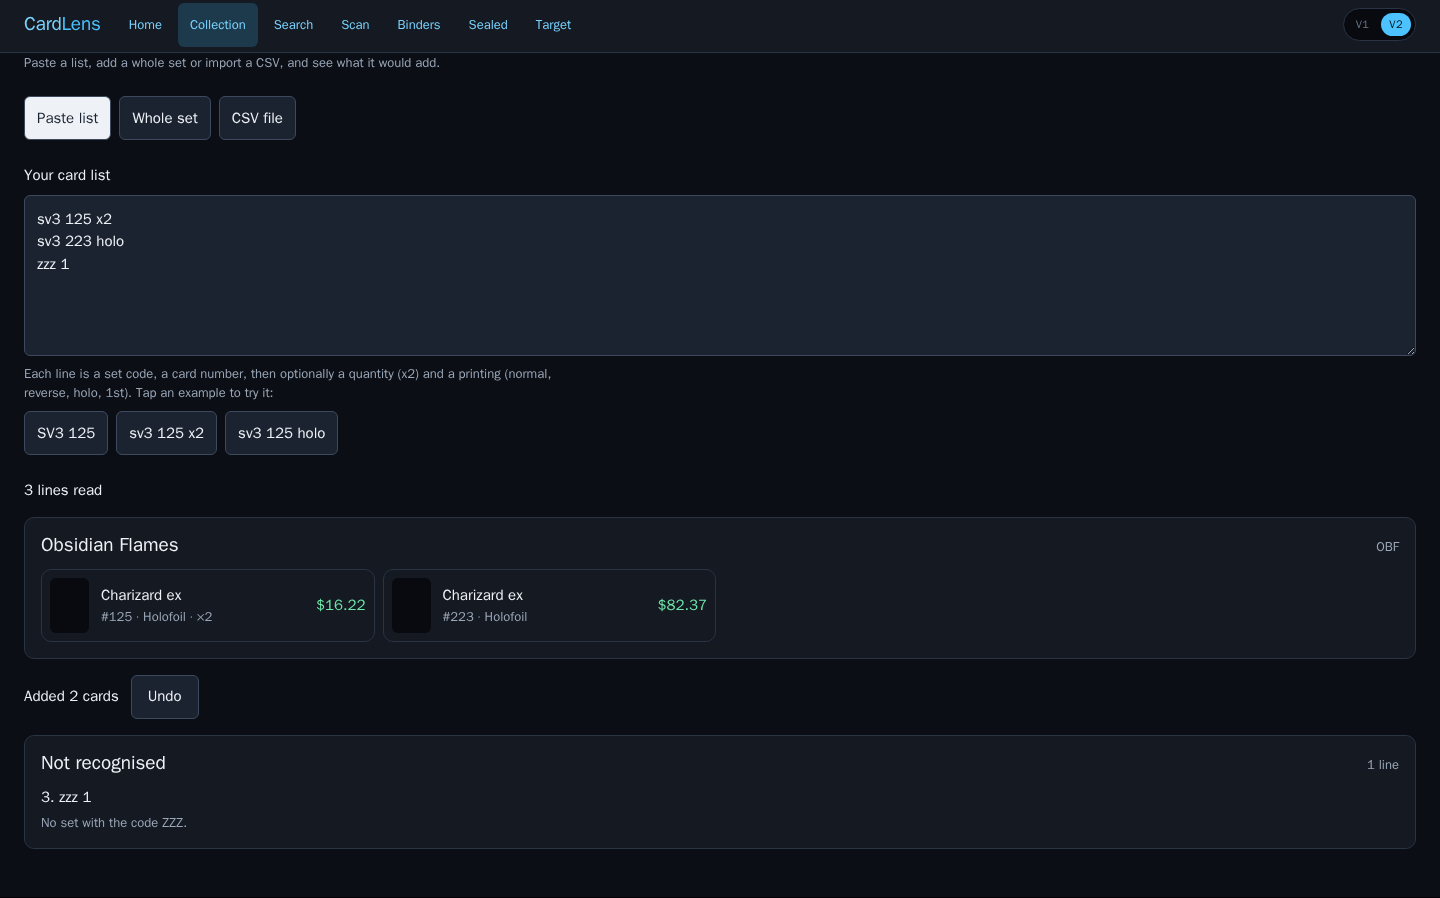 CardLens Home Collection Search Scan Binders Sealed Target V1 V2
Paste a list, add a whole set or import a CSV, and see what it would add.
Paste list Whole set CSV file
Your card list
sv3 125 x2
sv3 223 holo
zzz 1
Each line is a set code, a card number, then optionally a quantity (x2) and a printing (normal,
reverse, holo, 1st). Tap an example to try it:
SV3 125 sv3 125 x2 sv3 125 holo
3 lines read
Obsidian Flames OBF
Charizard ex
#125 · Holofoil · ×2
$16.22
Charizard ex
#223 · Holofoil
$82.37
Added 2 cards Undo
Not recognised 1 line
3. zzz 1
No set with the code ZZZ.